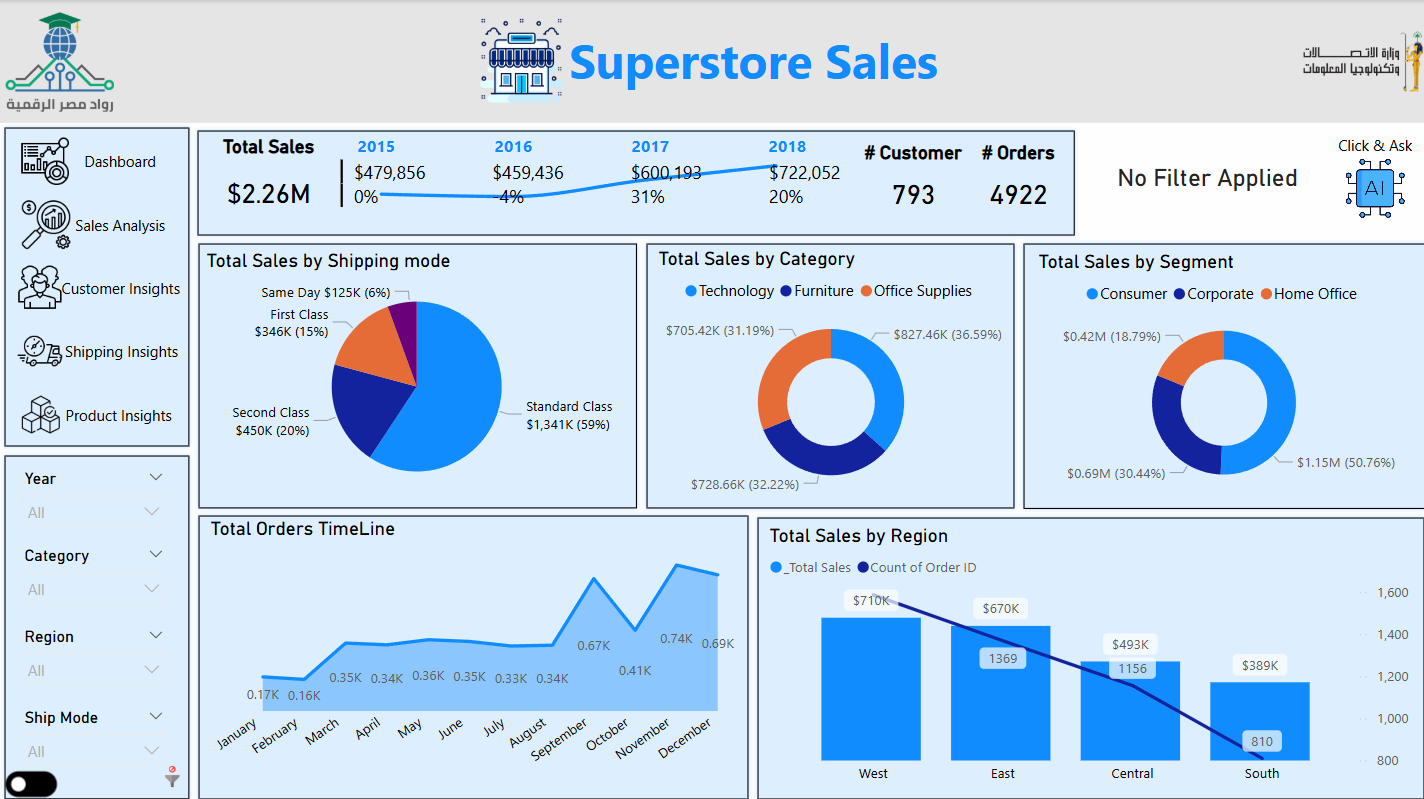 Superstore Sales
رواد مصر الرقمية
وزارة الاتـصـــــالات
وتكنولوجيا المعلومات
Dashboard
Sales Analysis
Customer Insights
Shipping Insights
Product Insights
Year
All
Category
All
Region
All
Ship Mode
All
Total Sales
$2.26M
2015
$479,856
0%
2016
$459,436
-4%
2017
$600,193
31%
2018
$722,052
20%
# Customer
793
# Orders
4922
No Filter Applied
Click & Ask
AI
Total Sales by Shipping mode
Same Day $125K (6%)
First Class
$346K (15%)
Second Class
$450K (20%)
Standard Class
$1,341K (59%)
Total Sales by Category
Technology Furniture Office Supplies
$705.42K (31.19%)
$827.46K (36.59%)
$728.66K (32.22%)
Total Sales by Segment
Consumer Corporate Home Office
$0.42M (18.79%)
$0.69M (30.44%)
$1.15M (50.76%)
Total Orders TimeLine
0.17K 0.16K 0.35K 0.34K 0.36K 0.35K 0.33K 0.34K 0.67K 0.41K 0.74K 0.69K
January February March April May June July August September October November December
Total Sales by Region
_Total Sales Count of Order ID
$710K
$670K
1369
$493K
1156
$389K
810
1,600
1,400
1,200
1,000
800
West East Central South